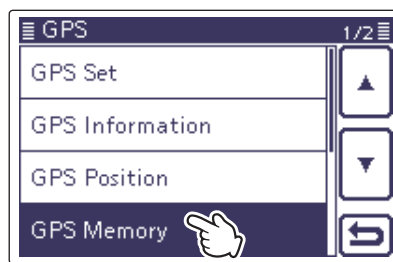 GPS 1/2
GPS Set
GPS Information
GPS Position
GPS Memory